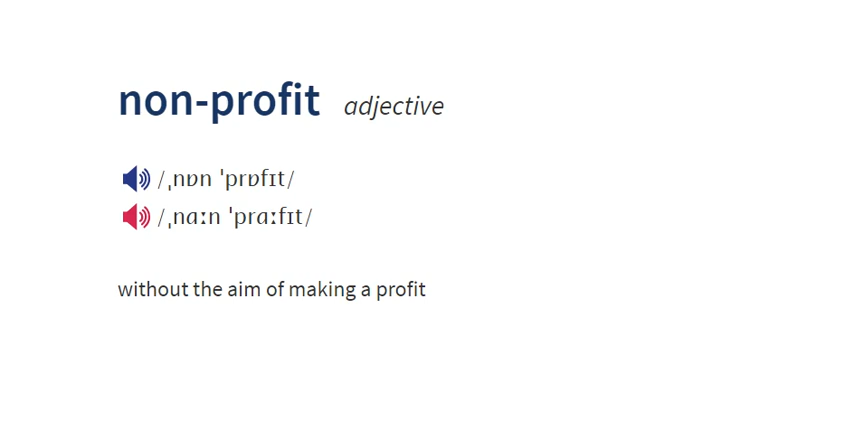 non-profit adjective
/ˌnɒn ˈprɒfɪt/
/ˌnɑːn ˈprɑːfɪt/
without the aim of making a profit